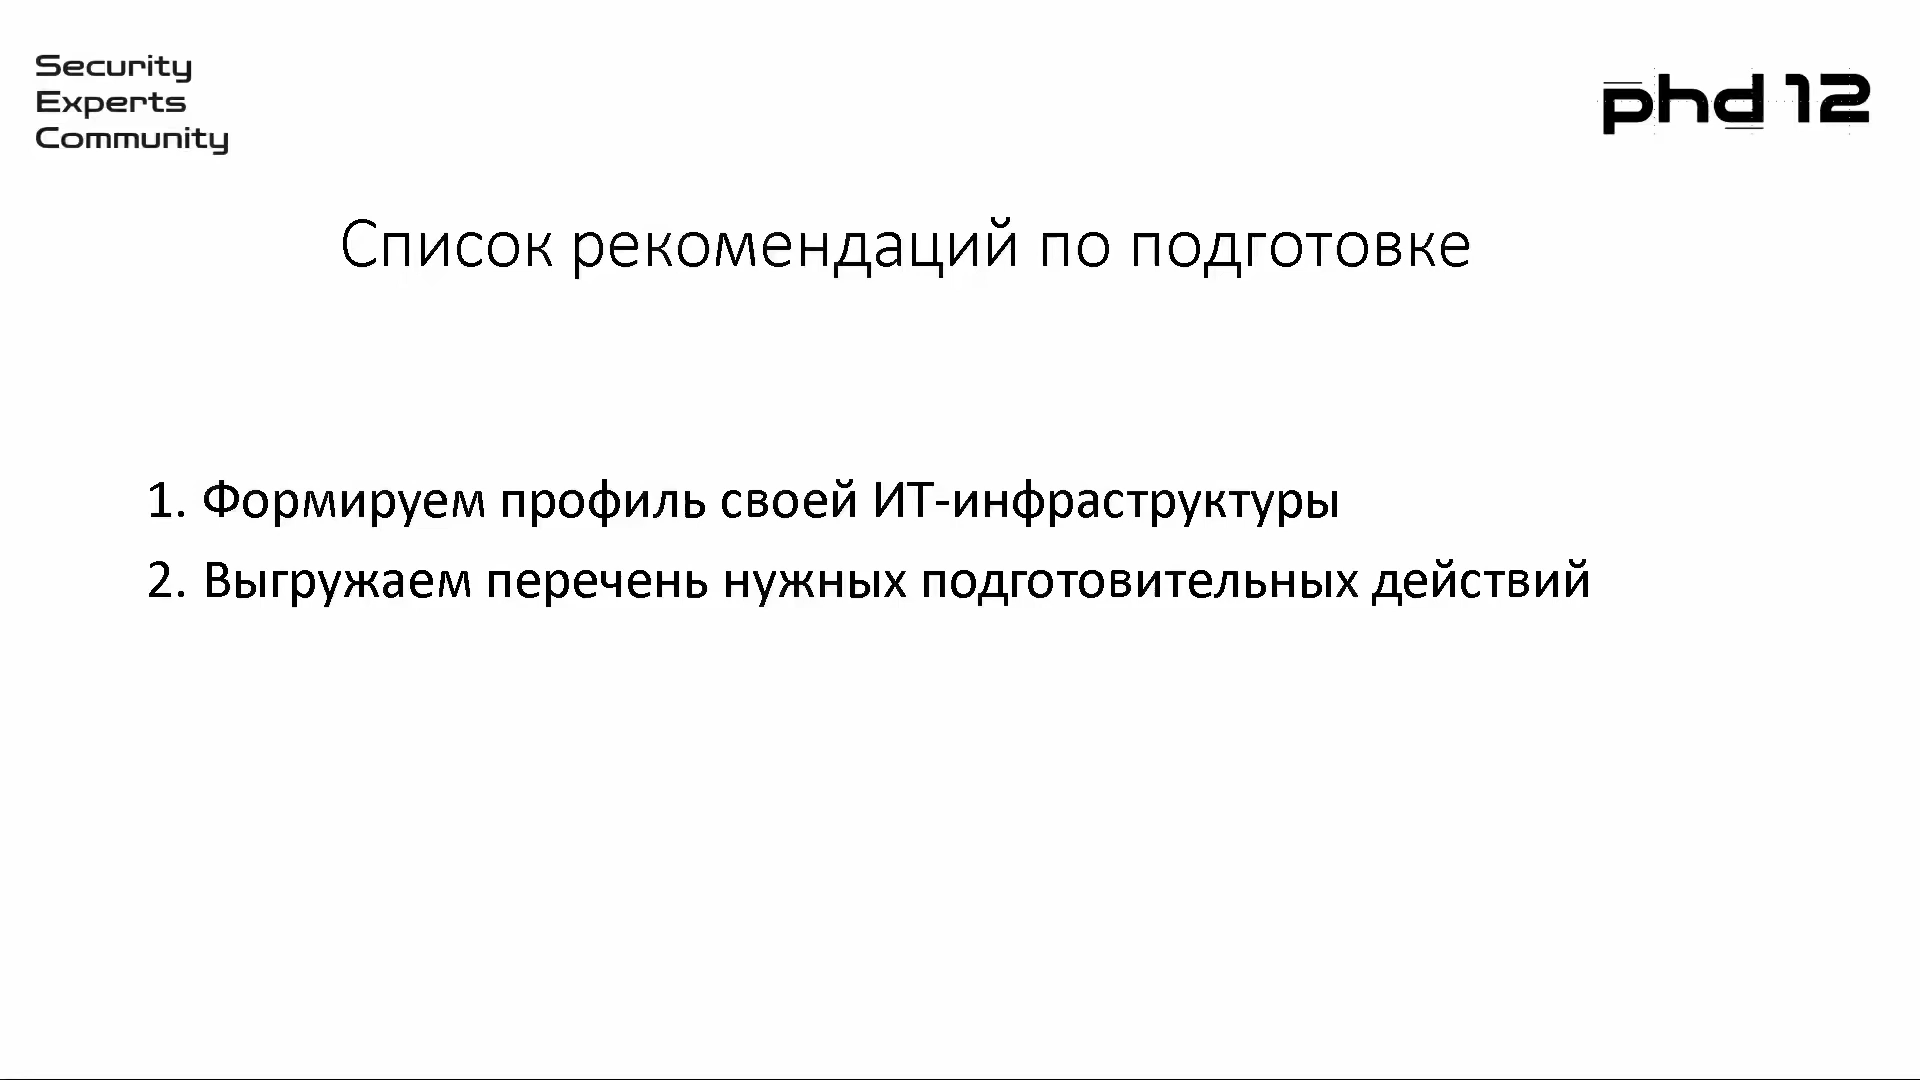 Security
Experts
Community
phd 12
Список рекомендаций по подготовке
1. Формируем профиль своей ИТ-инфраструктуры
2. Выгружаем перечень нужных подготовительных действий